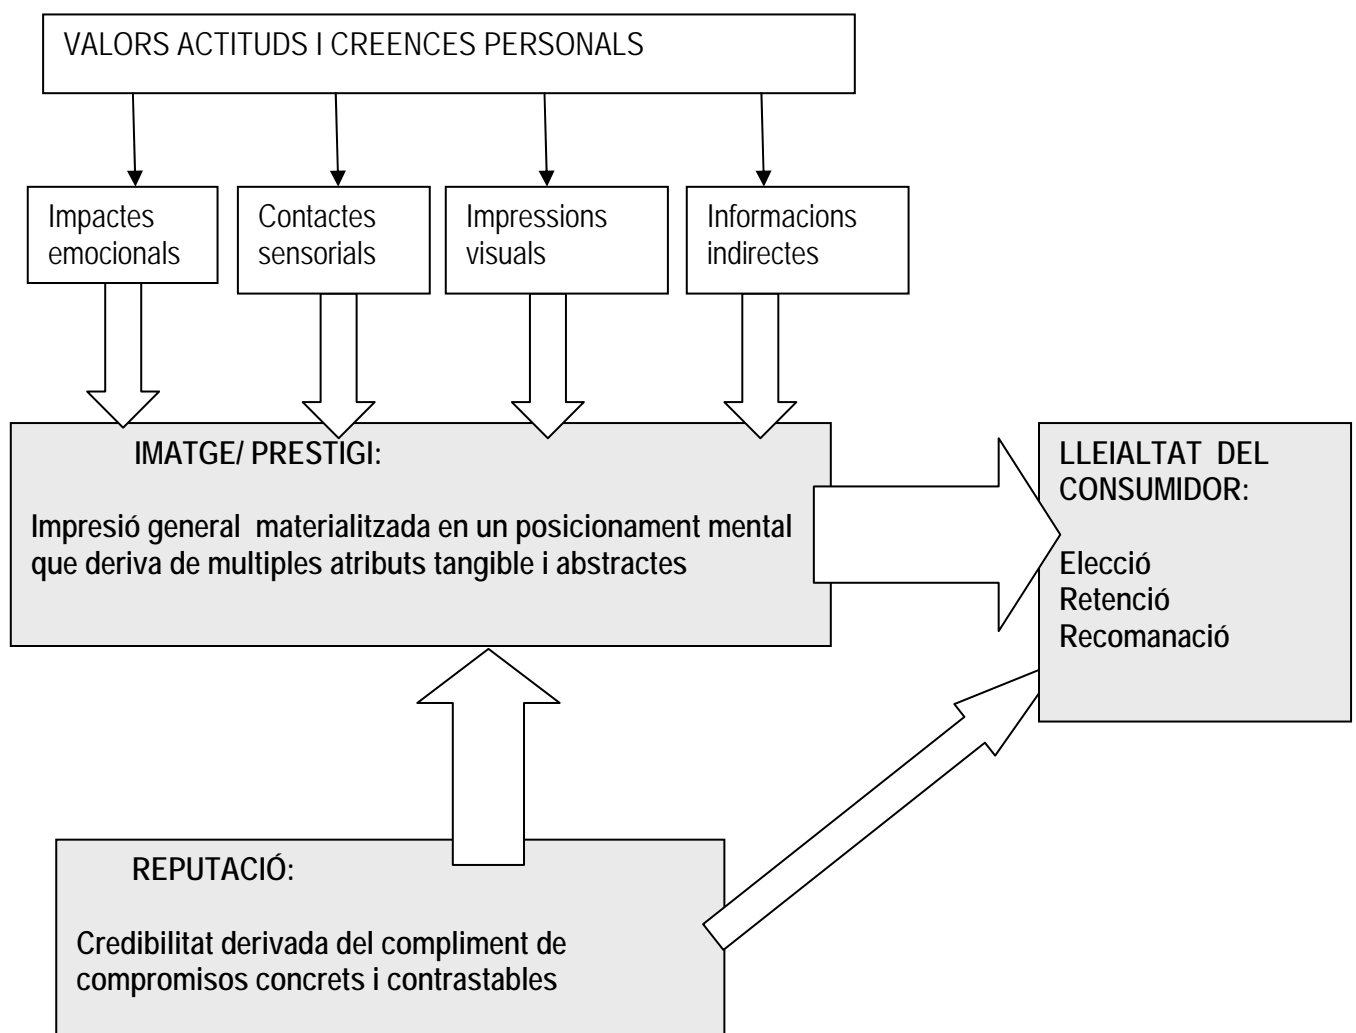 VALORS ACTITUDS I CREENCES PERSONALS
Impactes
emocionals
Contactes
sensorials
Impressions
visuals
Informacions
indirectes
IMATGE/ PRESTIGI:
Impresió general materialitzada en un posicionament mental
que deriva de multiples atributs tangible i abstractes
LLEIALTAT DEL
CONSUMIDOR:
Elecció
Retenció
Recomanació
REPUTACIÓ:
Credibilitat derivada del compliment de
compromisos concrets i contrastables